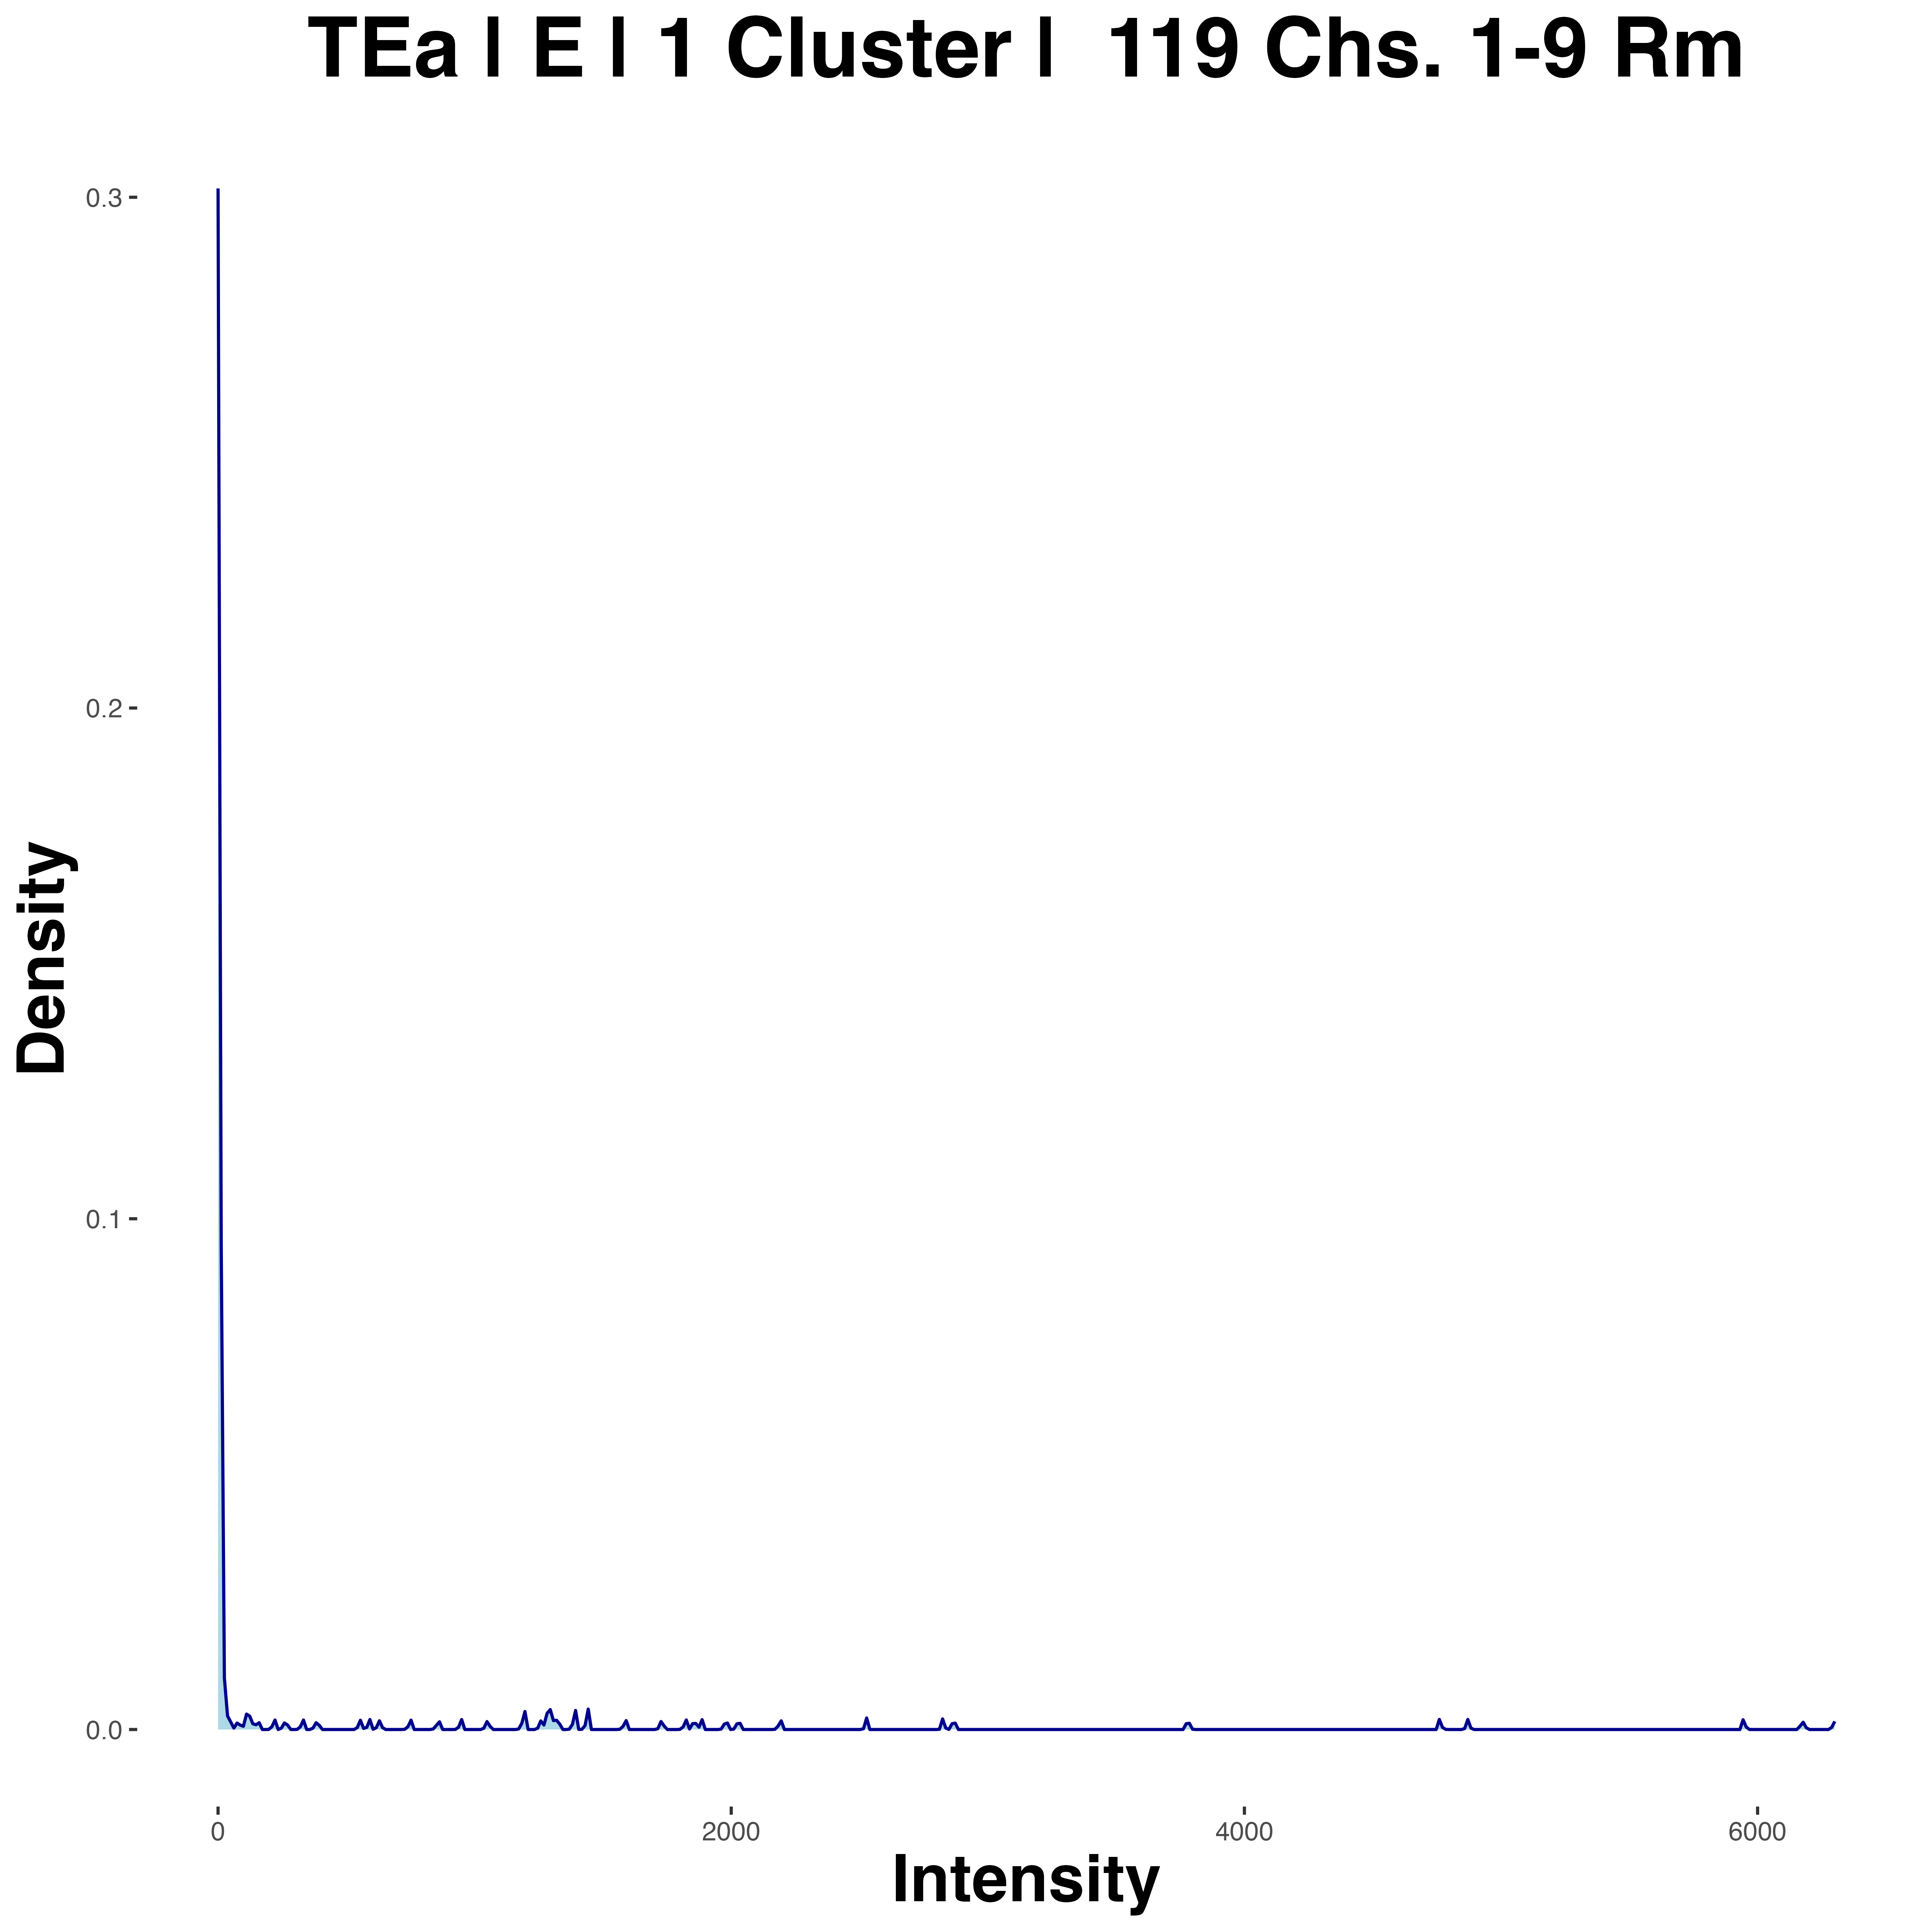 TEa | E | 1 Cluster | 119 Chs. 1-9 Rm
0.3
0.2
0.1
0.0
Density
0 2000 4000 6000
Intensity